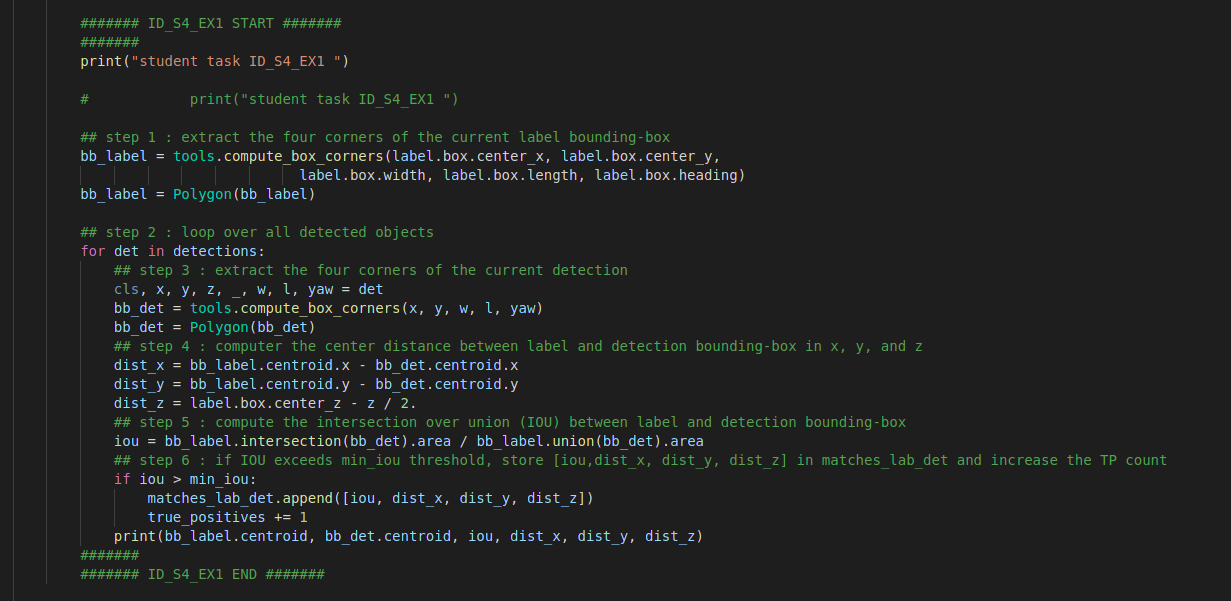 ####### ID_S4_EX1 START #######
#######
print("student task ID_S4_EX1 ")
#            print("student task ID_S4_EX1 ")
## step 1 : extract the four corners of the current label bounding-box
bb_label = tools.compute_box_corners(label.box.center_x, label.box.center_y,
                          label.box.width, label.box.length, label.box.heading)
bb_label = Polygon(bb_label)
## step 2 : loop over all detected objects
for det in detections:
    ## step 3 : extract the four corners of the current detection
    cls, x, y, z, _, w, l, yaw = det
    bb_det = tools.compute_box_corners(x, y, w, l, yaw)
    bb_det = Polygon(bb_det)
    ## step 4 : computer the center distance between label and detection bounding-box in x, y, and z
    dist_x = bb_label.centroid.x - bb_det.centroid.x
    dist_y = bb_label.centroid.y - bb_det.centroid.y
    dist_z = label.box.center_z - z / 2.
    ## step 5 : compute the intersection over union (IOU) between label and detection bounding-box
    iou = bb_label.intersection(bb_det).area / bb_label.union(bb_det).area
    ## step 6 : if IOU exceeds min_iou threshold, store [iou,dist_x, dist_y, dist_z] in matches_lab_det and increase the TP count
    if iou > min_iou:
        matches_lab_det.append([iou, dist_x, dist_y, dist_z])
        true_positives += 1
    print(bb_label.centroid, bb_det.centroid, iou, dist_x, dist_y, dist_z)
#######
####### ID_S4_EX1 END #######